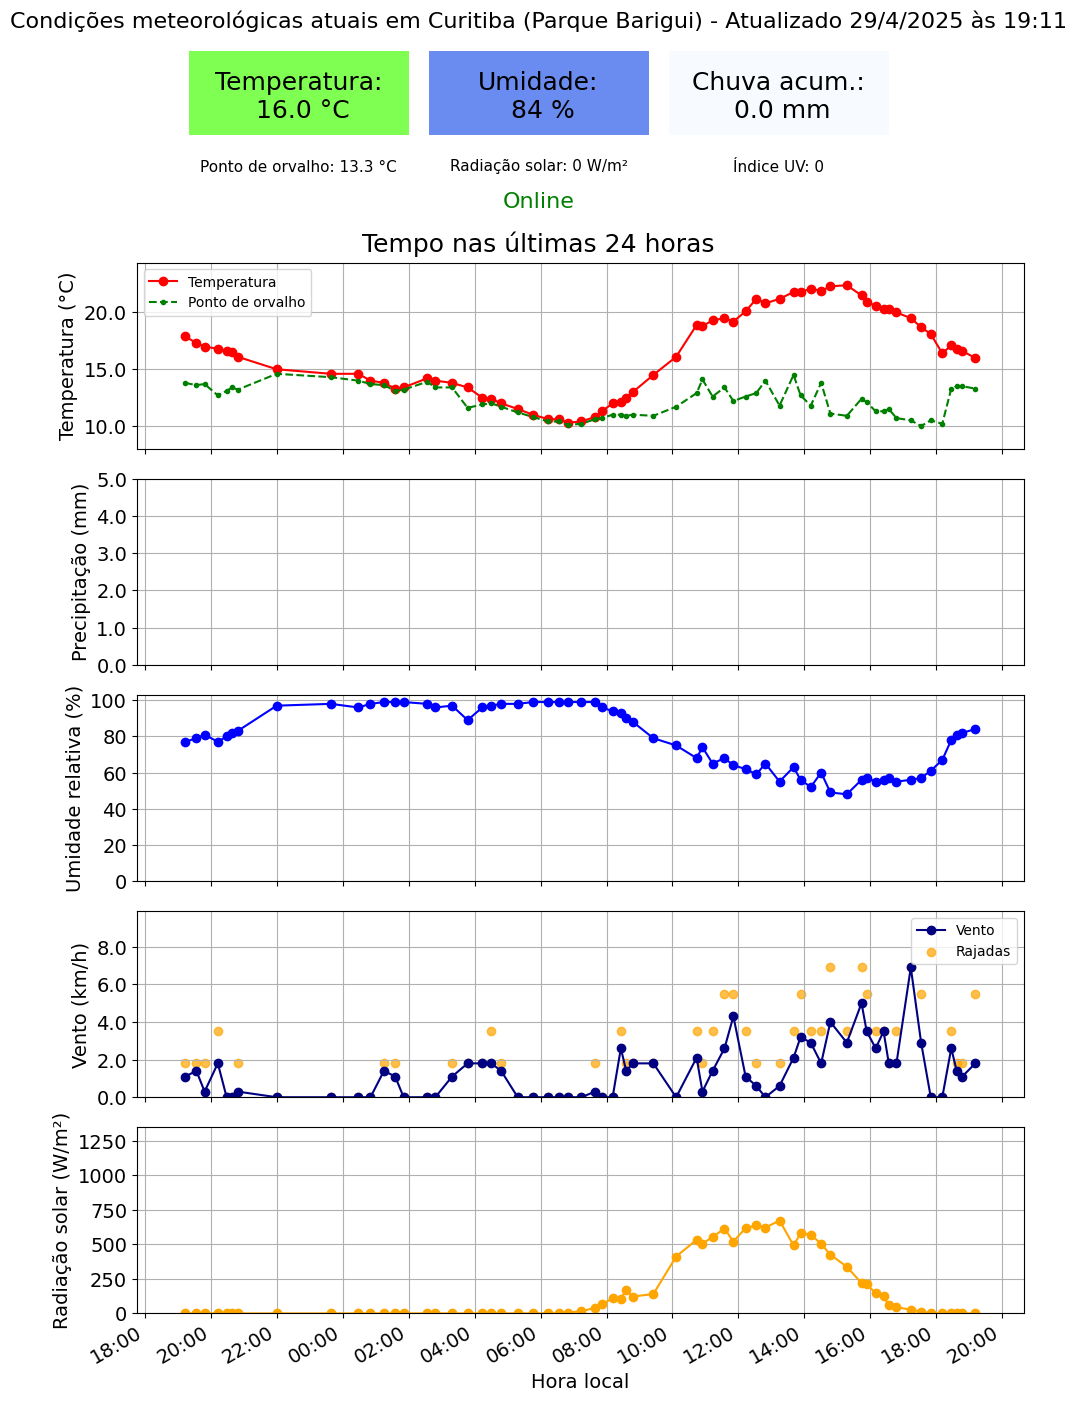 Condições meteorológicas atuais em Curitiba (Parque Barigui) - Atualizado 29/4/2025 às 19:11
Temperatura:
16.0 °C
Umidade:
84 %
Chuva acum.:
0.0 mm
Ponto de orvalho: 13.3 °C
Radiação solar: 0 W/m²
Índice UV: 0
Online
Tempo nas últimas 24 horas
Temperatura (°C)
20.0
15.0
10.0
Temperatura
Ponto de orvalho
Precipitação (mm)
5.0
4.0
3.0
2.0
1.0
0.0
Umidade relativa (%)
100
80
60
40
20
0
Vento (km/h)
8.0
6.0
4.0
2.0
0.0
Vento
Rajadas
Radiação solar (W/m²)
1250
1000
750
500
250
0
18:00
20:00
22:00
00:00
02:00
04:00
06:00
08:00
10:00
12:00
14:00
16:00
18:00
20:00
Hora local